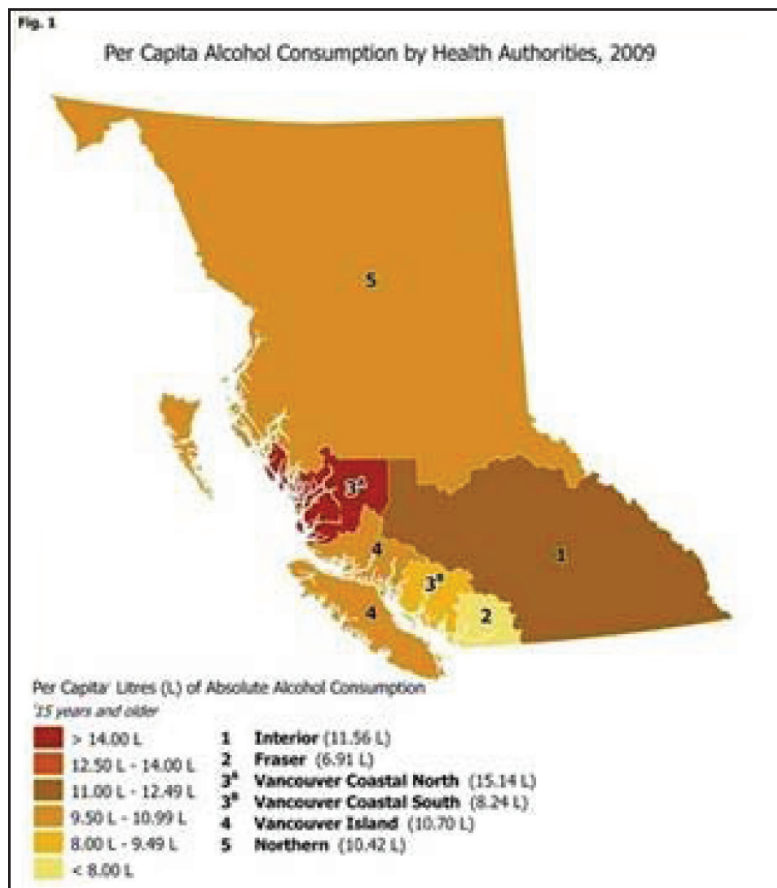 Fig. 1
Per Capita Alcohol Consumption by Health Authorities, 2009
5
3ᴬ
4
1
3ᴮ
4
2
Per Capita' Litres (L) of Absolute Alcohol Consumption
'15 years and older
> 14.00 L
12.50 L - 14.00 L
11.00 L - 12.49 L
9.50 L - 10.99 L
8.00 L - 9.49 L
< 8.00 L
1 Interior (11.56 L)
2 Fraser (6.91 L)
3ᴬ Vancouver Coastal North (15.14 L)
3ᴮ Vancouver Coastal South (8.24 L)
4 Vancouver Island (10.70 L)
5 Northern (10.42 L)